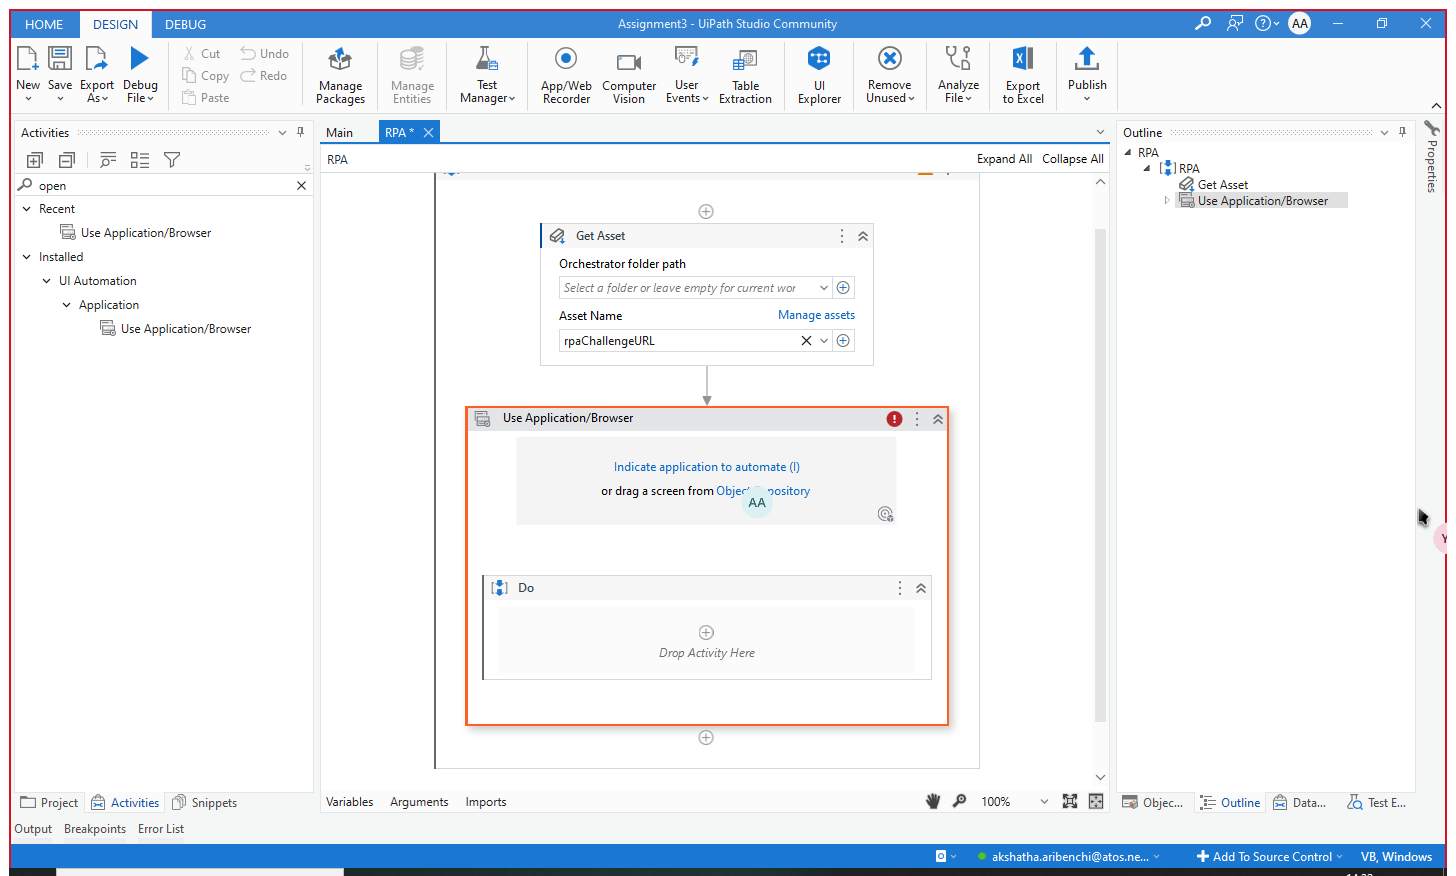 HOME DESIGN DEBUG Assignment3 - UiPath Studio Community AA
New Save Export As Debug File Cut Copy Paste Undo Redo Manage Packages Manage Entities Test Manager App/Web Recorder Computer Vision User Events Table Extraction UI Explorer Remove Unused Analyze File Export to Excel Publish
Activities
open
Recent
Use Application/Browser
Installed
UI Automation
Application
Use Application/Browser
Main RPA *
RPA Expand All Collapse All
Get Asset
Orchestrator folder path
Select a folder or leave empty for current wor
Asset Name Manage assets
rpaChallengeURL
Use Application/Browser
Indicate application to automate (I)
or drag a screen from Object Repository
AA
Do
Drop Activity Here
Outline
RPA
RPA
Get Asset
Use Application/Browser
Properties
Y
Project Activities Snippets
Variables Arguments Imports 100%
Objec... Outline Data... Test E...
Output Breakpoints Error List
akshatha.aribenchi@atos.ne... Add To Source Control VB, Windows